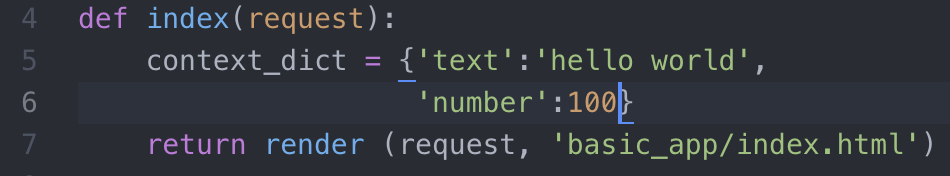 4 def index(request):
5     context_dict = {'text':'hello world',
6                     'number':100}
7     return render (request, 'basic_app/index.html')